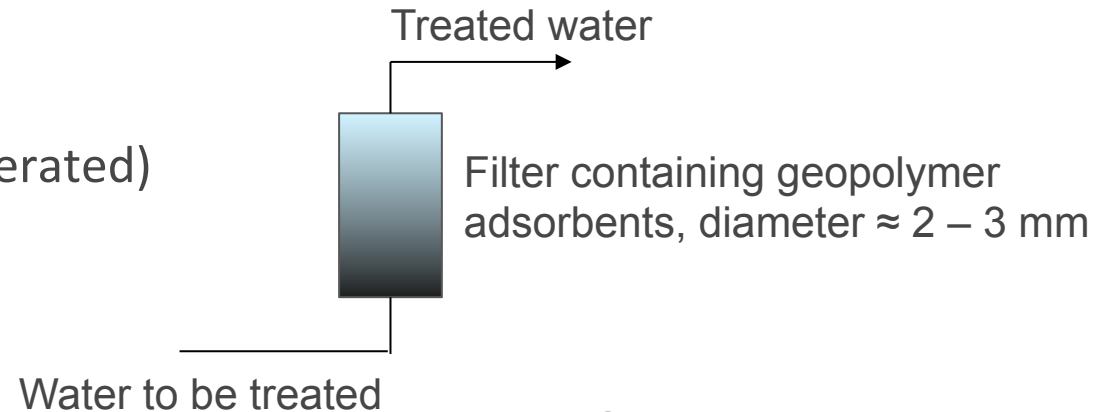 Treated water
erated)
Filter containing geopolymer
adsorbents, diameter ≈ 2 – 3 mm
Water to be treated